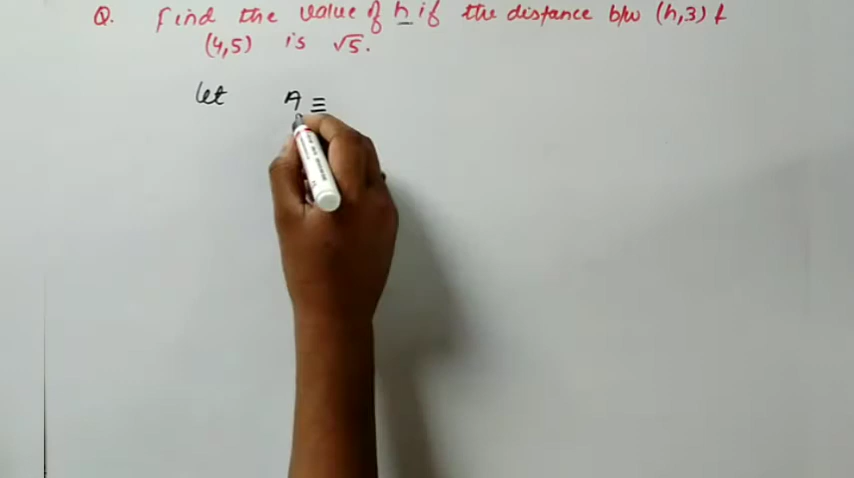 Q. Find the value of h if the distance b/w (h,3) &
(4,5) is √5.
let A ≡